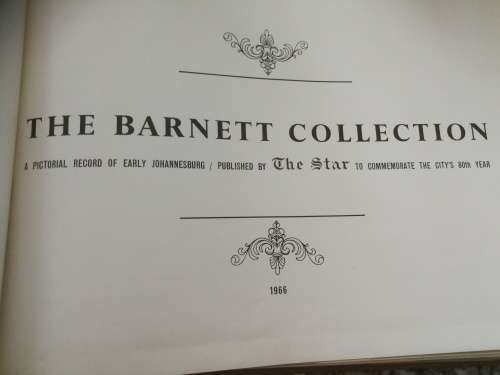 THE BARNETT COLLECTION
A PICTORIAL RECORD OF EARLY JOHANNESBURG / PUBLISHED BY The Star TO COMMEMORATE THE CITY'S 80th YEAR
1966